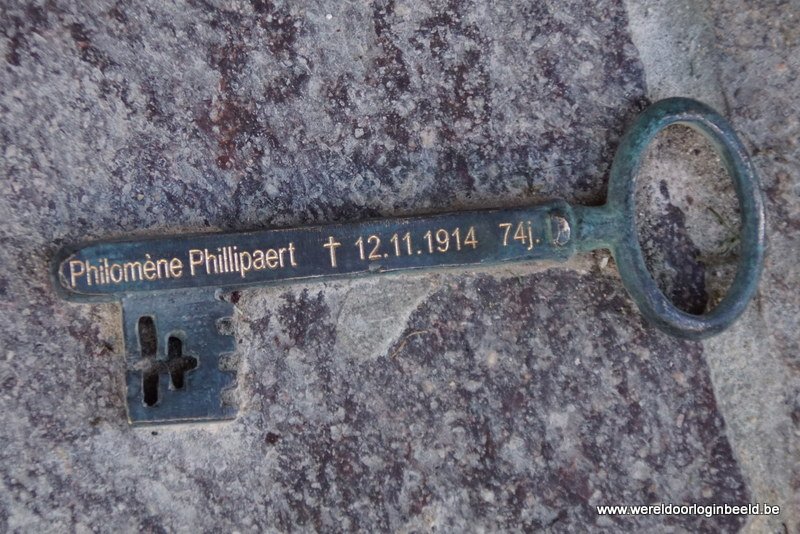 Philomène Phillipaert † 12.11.1914 74j.
www.wereldoorloginbeeld.be